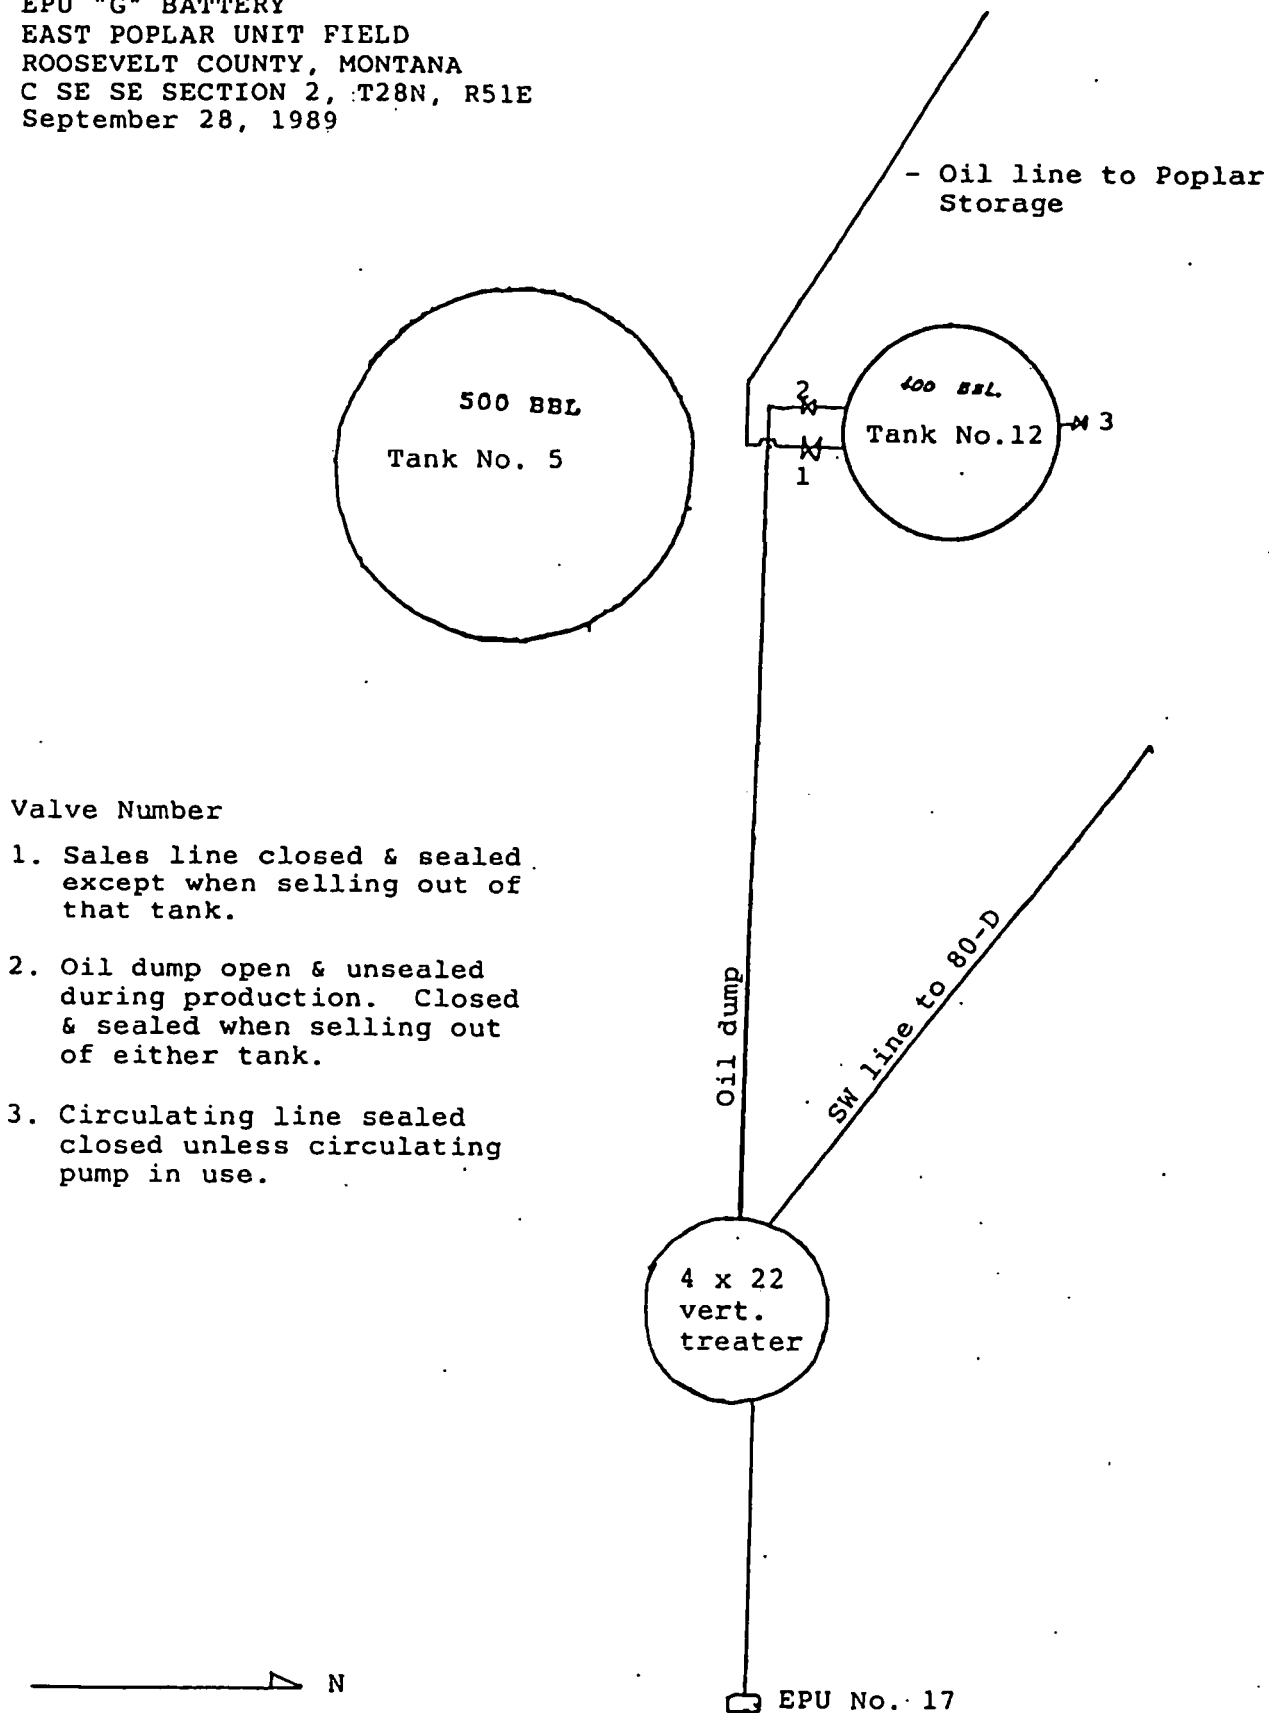 EPU "G" BATTERY
EAST POPLAR UNIT FIELD
ROOSEVELT COUNTY, MONTANA
C SE SE SECTION 2, T28N, R51E
September 28, 1989
- Oil line to Poplar
Storage
500 BBL
Tank No. 5
2
400 BBL.
Tank No.12
3
1
Valve Number
1. Sales line closed & sealed
except when selling out of
that tank.
2. Oil dump open & unsealed
during production. Closed
& sealed when selling out
of either tank.
3. Circulating line sealed
closed unless circulating
pump in use.
Oil dump
SW line to 80-D
4 x 22
vert.
treater
N
EPU No. 17